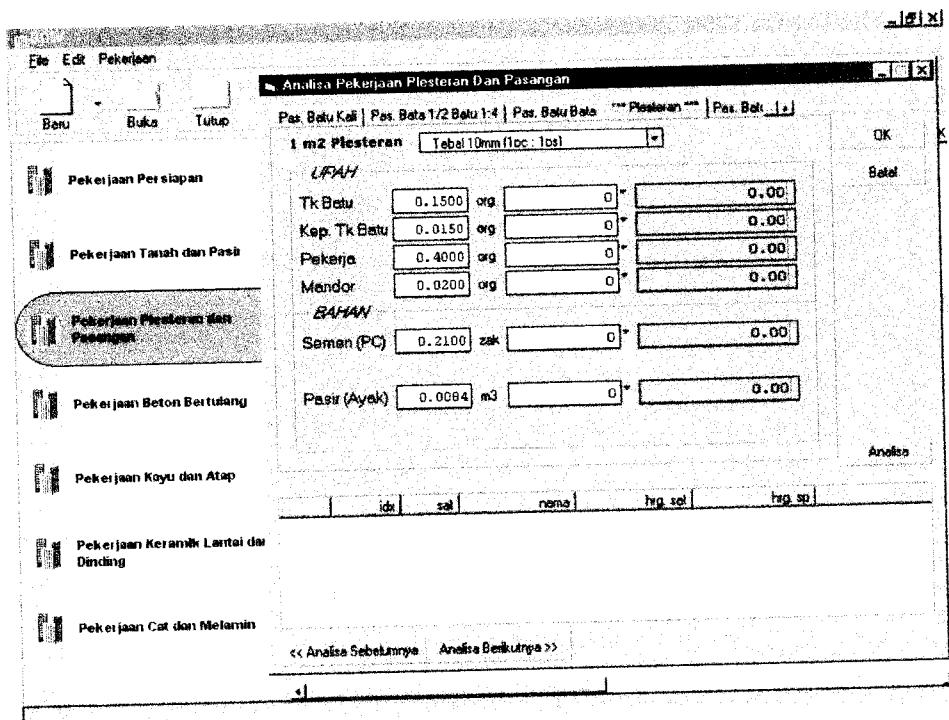 File Edit Pekerjaan
Baru Buka Tutup
Pekerjaan Persiapan
Pekerjaan Tanah dan Pasir
Pekerjaan Plesteran dan
Pasangan
Pekerjaan Beton Bertulang
Pekerjaan Kayu dan Atap
Pekerjaan Keramik Lantai dan
Dinding
Pekerjaan Cat dan Melamin
Analisa Pekerjaan Plesteran Dan Pasangan
Pas. Batu Kali Pas. Bata 1/2 Batu 1:4 Pas. Batu Bata *** Plesteran *** Pas. Bat
1 m2 Plesteran Tebal 10mm (1pc : 1ps)
UPAH
Tk Batu 0.1500 org 0 0.00
Kep. Tk Batu 0.0150 org 0 0.00
Pekerja 0.4000 org 0 0.00
Mandor 0.0200 org 0 0.00
BAHAN
Semen (PC) 0.2100 zak 0 0.00
Pasir (Ayak) 0.0084 m3 0 0.00
OK
Batal
Analisa
idx sat nama hrg_sat hrg_sp
<< Analisa Sebelumnya Analisa Berikutnya >>